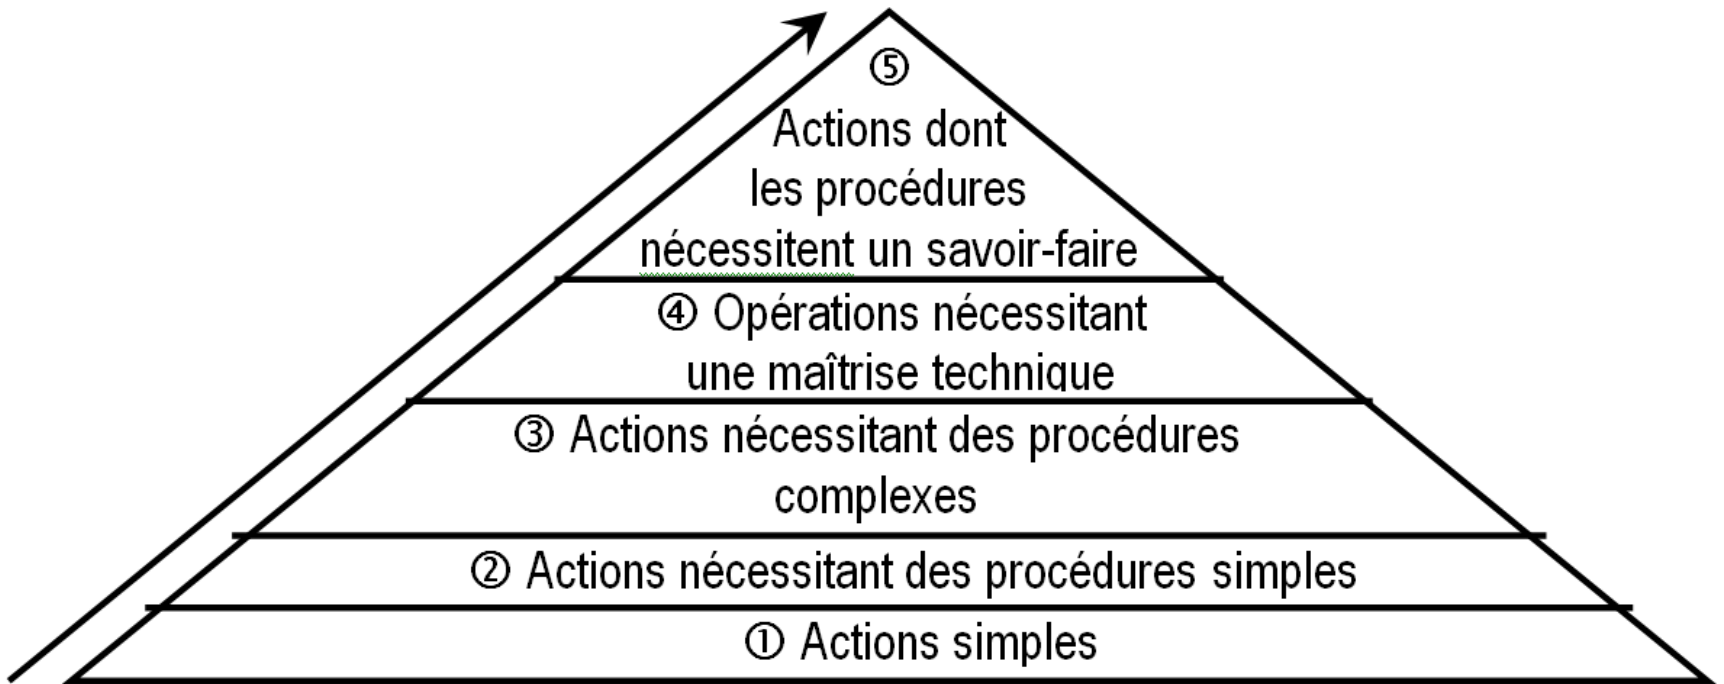 ⑤
Actions dont
les procédures
nécessitent un savoir-faire
④ Opérations nécessitant
une maîtrise technique
③ Actions nécessitant des procédures
complexes
② Actions nécessitant des procédures simples
① Actions simples